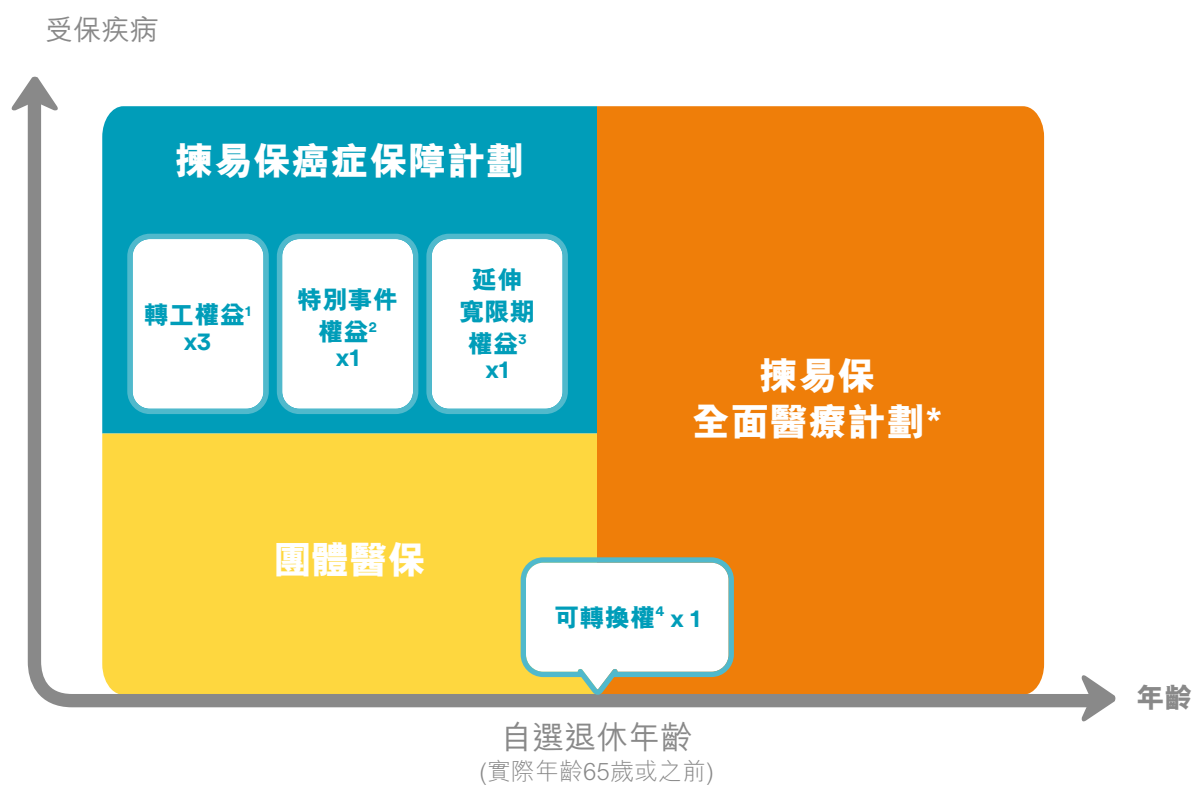 受保疾病
揀易保癌症保障計劃
轉工權益¹
x3
特別事件
權益²
x1
延伸
寬限期
權益³
x1
揀易保
全面醫療計劃*
團體醫保
可轉換權⁴ x 1
年齡
自選退休年齡
(實際年齡65歲或之前)